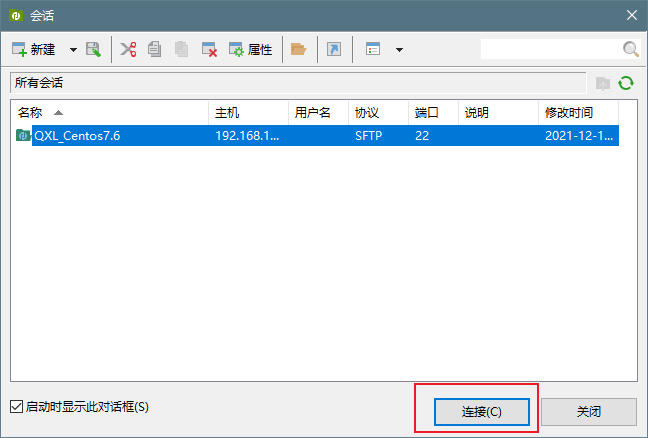 会话
新建 属性
所有会话
名称 主机 用户名 协议 端口 说明 修改时间
QXL_Centos7.6 192.168.1... SFTP 22 2021-12-1...
启动时显示此对话框(S) 连接(C) 关闭